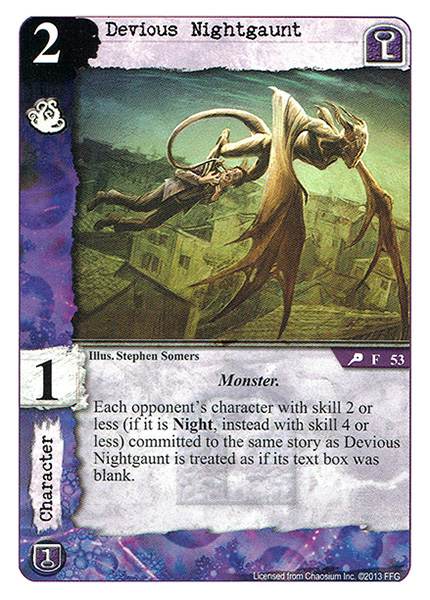 2
Devious Nightgaunt
Illus. Stephen Somers
F 53
1
Monster.
Each opponent's character with skill 2 or
less (if it is Night, instead with skill 4 or
less) committed to the same story as Devious
Nightgaunt is treated as if its text box was
blank.
Character
1
Licensed from Chaosium Inc. ©2013 FFG